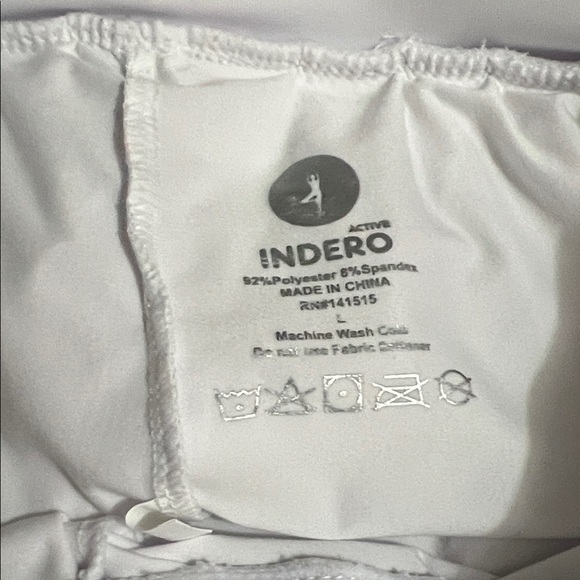 ACTIVE
INDERO
92%Polyester 8%Spandex
MADE IN CHINA
RN#141515
L
Machine Wash Cold
Do not use Fabric Softener